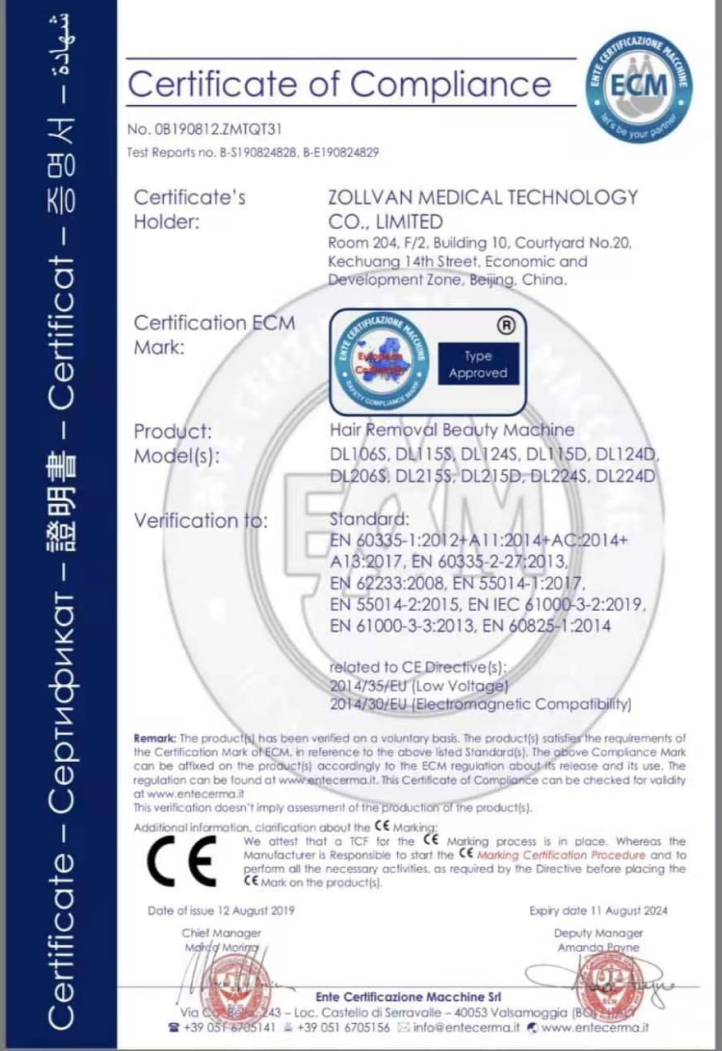 Certificate – Сертификат – 證明書 – Certificat – 증명서 – شهادة
Certificate of Compliance
ENTE CERTIFICAZIONE MACCHINE
ECM
let's be your partner
No. 0B190812.ZMTQT31
Test Reports no. B-S190824828, B-E190824829
Certificate's
Holder:
ZOLLVAN MEDICAL TECHNOLOGY
CO., LIMITED
Room 204, F/2, Building 10, Courtyard No.20,
Kechuang 14th Street, Economic and
Development Zone, Beijing, China.
Certification ECM
Mark:
ENTE CERTIFICAZIONE MACCHINE
European
SAFETY COMPLIANCE MARK
®
Type
Approved
Product:
Hair Removal Beauty Machine
Model(s):
DL106S, DL115S, DL124S, DL115D, DL124D,
DL206S, DL215S, DL215D, DL224S, DL224D
Verification to:
Standard:
EN 60335-1:2012+A11:2014+AC:2014+
A13:2017, EN 60335-2-27:2013,
EN 62233:2008, EN 55014-1:2017,
EN 55014-2:2015, EN IEC 61000-3-2:2019,
EN 61000-3-3:2013, EN 60825-1:2014
related to CE Directive(s):
2014/35/EU (Low Voltage)
2014/30/EU (Electromagnetic Compatibility)
Remark: The product(s) has been verified on a voluntary basis. The product(s) satisfies the requirements of
the Certification Mark of ECM, in reference to the above listed Standard(s). The above Compliance Mark
can be affixed on the product(s) accordingly to the ECM regulation about its release and its use. The
regulation can be found at www.entecerma.it. This Certificate of Compliance can be checked for validity
at www.entecerma.it
This verification doesn't imply assessment of the production of the product(s).
Additional information, clarification about the CE Marking:
CE
We attest that a TCF for the CE Marking process is in place. Whereas the
Manufacturer is Responsible to start the CE Marking Certification Procedure and to
perform all the necessary activities, as required by the Directive before placing the
CE Mark on the product(s).
Date of issue 12 August 2019
Expiry date 11 August 2024
Chief Manager
Marco Morina
Deputy Manager
Amanda Payne
Ente Certificazione Macchine Srl
Via Ca' Bella, 243 – Loc. Castello di Serravalle – 40053 Valsamoggia (BO)
☎ +39 051 6705141 +39 051 6705156 ✉ info@entecerma.it www.entecerma.it